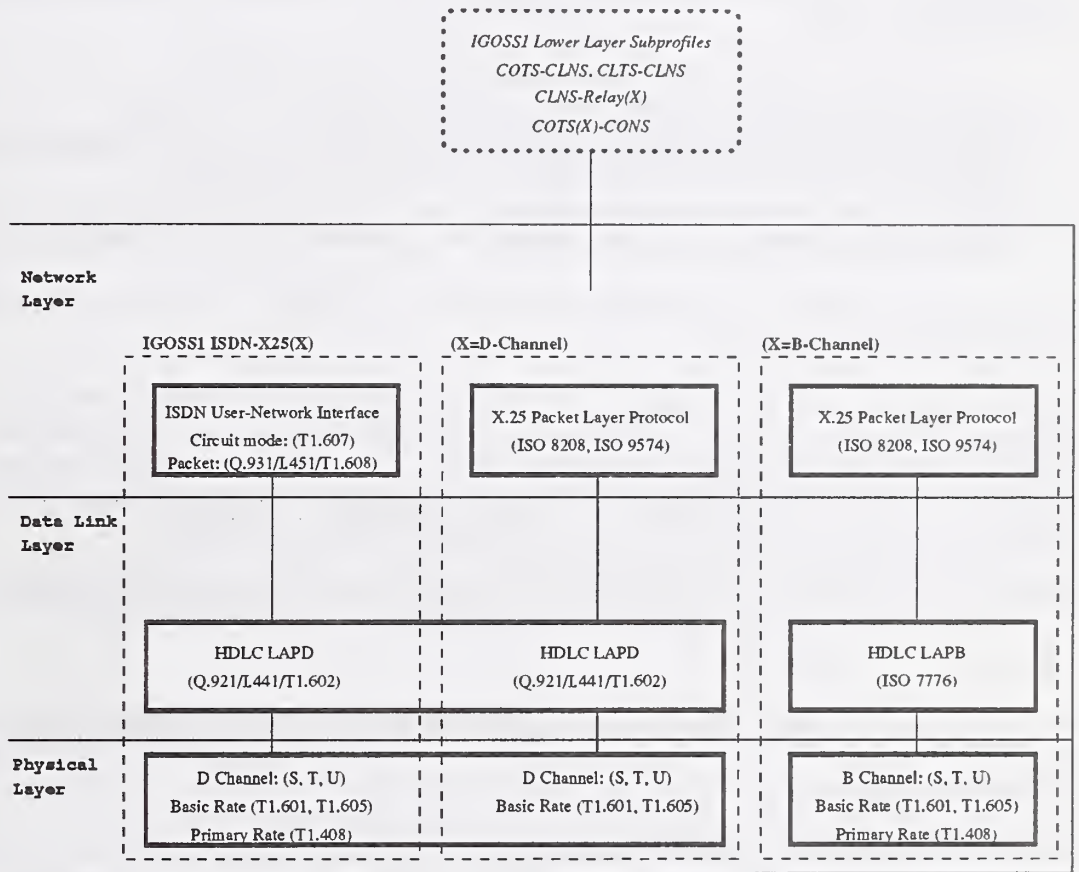 IGOSS1 Lower Layer Subprofiles
COTS-CLNS, CLTS-CLNS
CLNS-Relay(X)
COTS(X)-CONS
Network
Layer
IGOSS1 ISDN-X25(X)
(X=D-Channel)
(X=B-Channel)
ISDN User-Network Interface
Circuit mode: (T1.607)
Packet: (Q.931/I.451/T1.608)
X.25 Packet Layer Protocol
(ISO 8208, ISO 9574)
X.25 Packet Layer Protocol
(ISO 8208, ISO 9574)
Data Link
Layer
HDLC LAPD
(Q.921/I.441/T1.602)
HDLC LAPD
(Q.921/I.441/T1.602)
HDLC LAPB
(ISO 7776)
Physical
Layer
D Channel: (S, T, U)
Basic Rate (T1.601, T1.605)
Primary Rate (T1.408)
D Channel: (S, T, U)
Basic Rate (T1.601, T1.605)
B Channel: (S, T, U)
Basic Rate (T1.601, T1.605)
Primary Rate (T1.408)